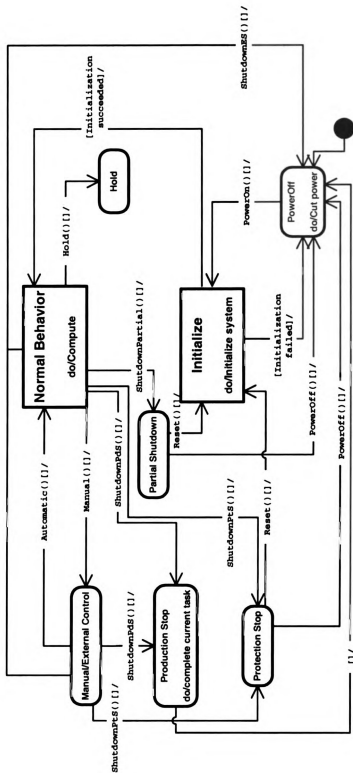 ShutdownES()[]/
[Initialization
succeeded]/
Hold
Hold()[]/
Normal Behavior
do/Compute
PowerOn()[]/
PowerOff
do/Cut power
Initialize
do/Initialize system
[Initialization
failed]/
ShutdownPartial()[]/
Partial Shutdown
Reset()[]/
PowerOff()[]/
Automatic()[]/
Manual()[]/
ShutdownPdS()[]/
Manual/External Control
ShutdownPdS()[]/
Production Stop
do/complete current task
ShutdownPtS()[]/
Reset()[]/
Protection Stop
PowerOff()[]/
ShutdownPtS()[]/
[]/